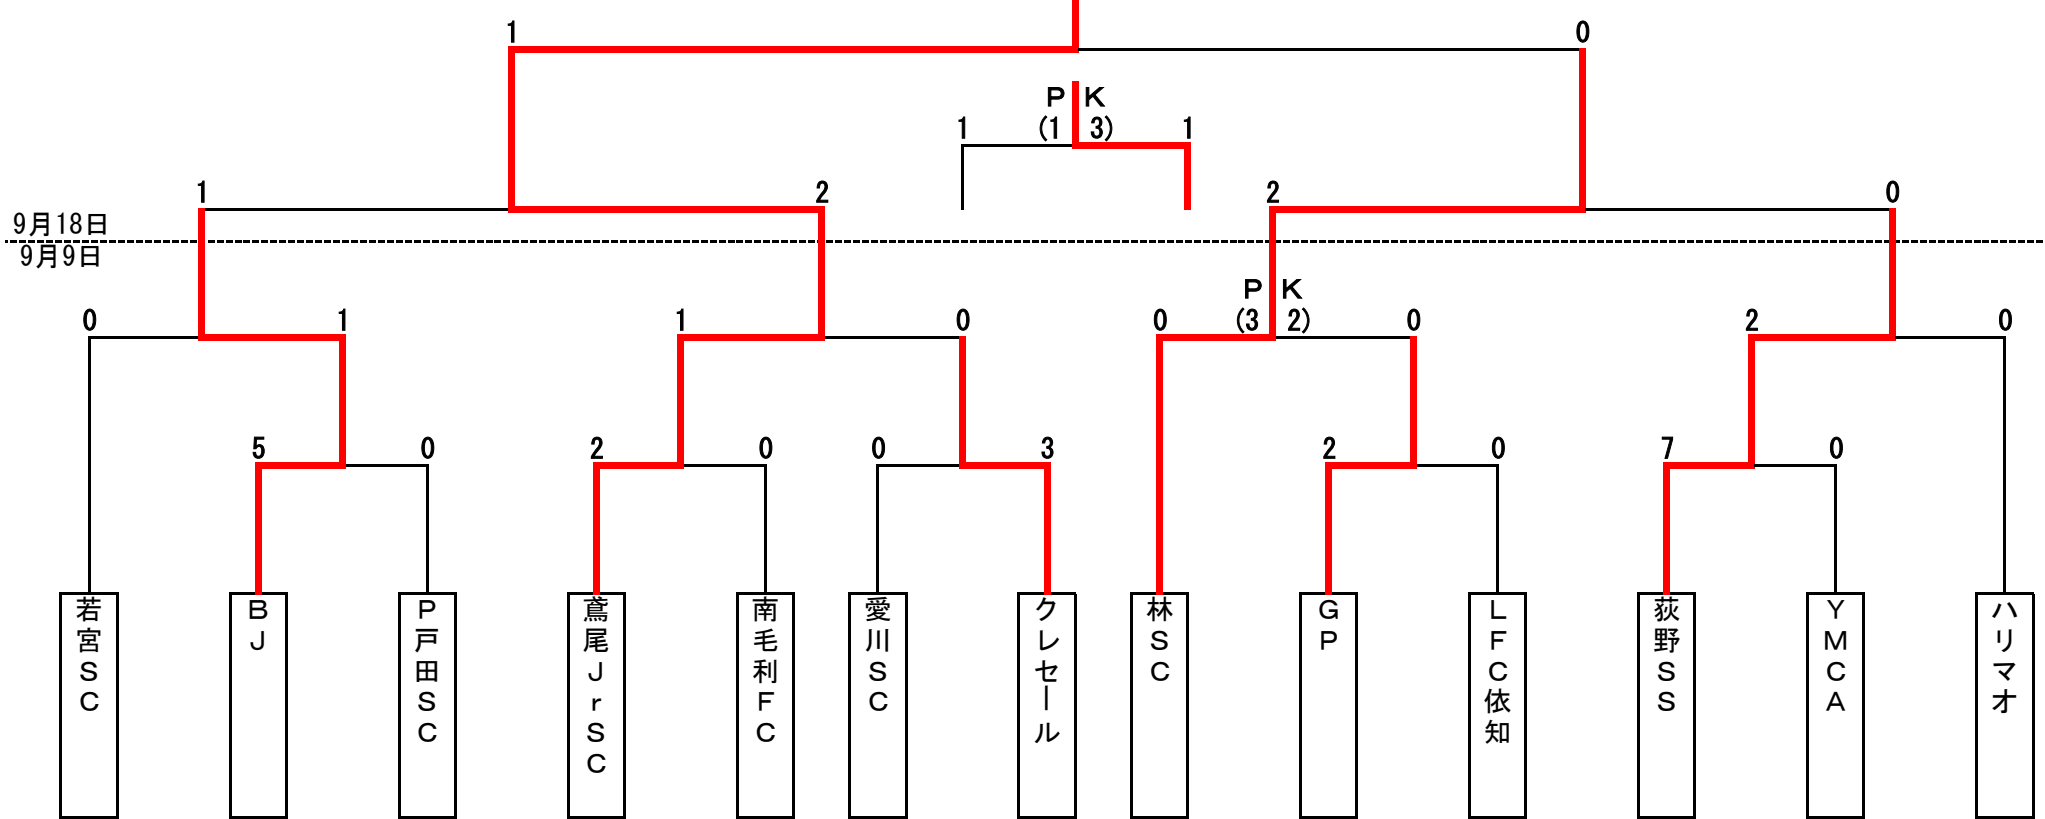 1 0
P K
1 (1 3) 1
1 2 2 0
9月18日
9月9日
P K
0 1 1 0 0 (3 2) 0 2 0
5 0 2 0 0 3 2 0 7 0
若宮SC
BJ
P戸田SC
鳶尾JrSC
南毛利FC
愛川SC
クレセール
林SC
GP
LFC依知
荻野SS
YMCA
ハリマオ